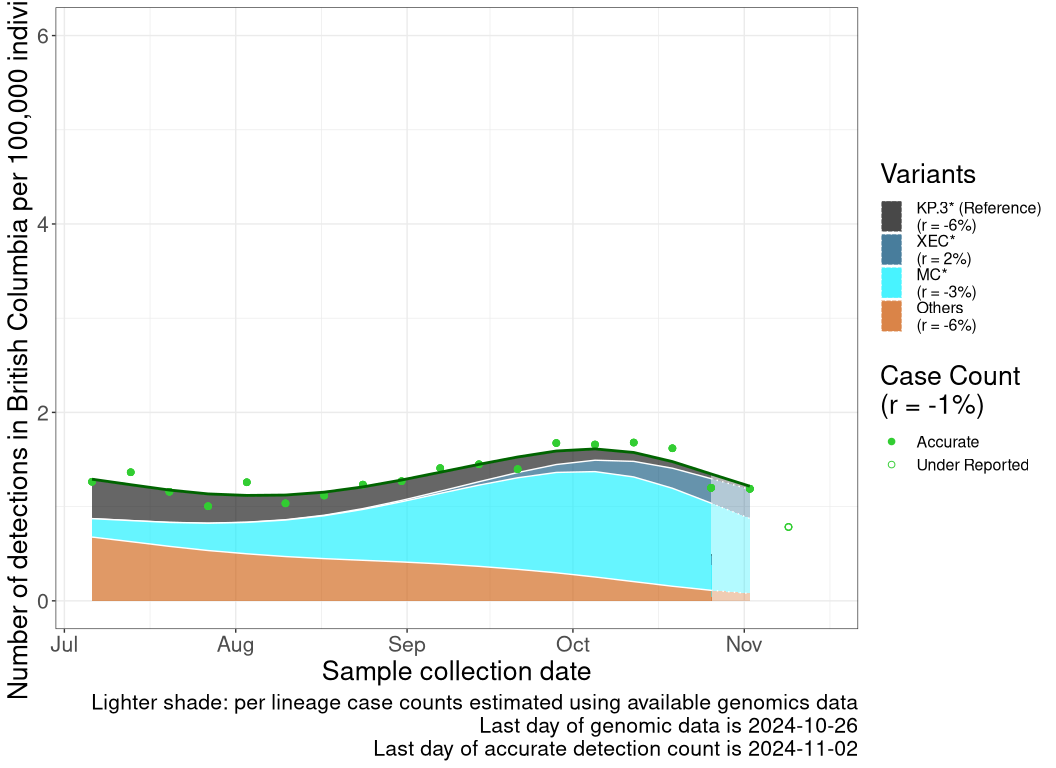 Number of detections in British Columbia per 100,000
6
4
2
0
Jul Aug Sep Oct Nov
Sample collection date
Lighter shade: per lineage case counts estimated using available genomics data
Last day of genomic data is 2024-10-26
Last day of accurate detection count is 2024-11-02
Variants
KP.3* (Reference)
(r = -6%)
XEC*
(r = 2%)
MC*
(r = -3%)
Others
(r = -6%)
Case Count
(r = -1%)
Accurate
Under Reported